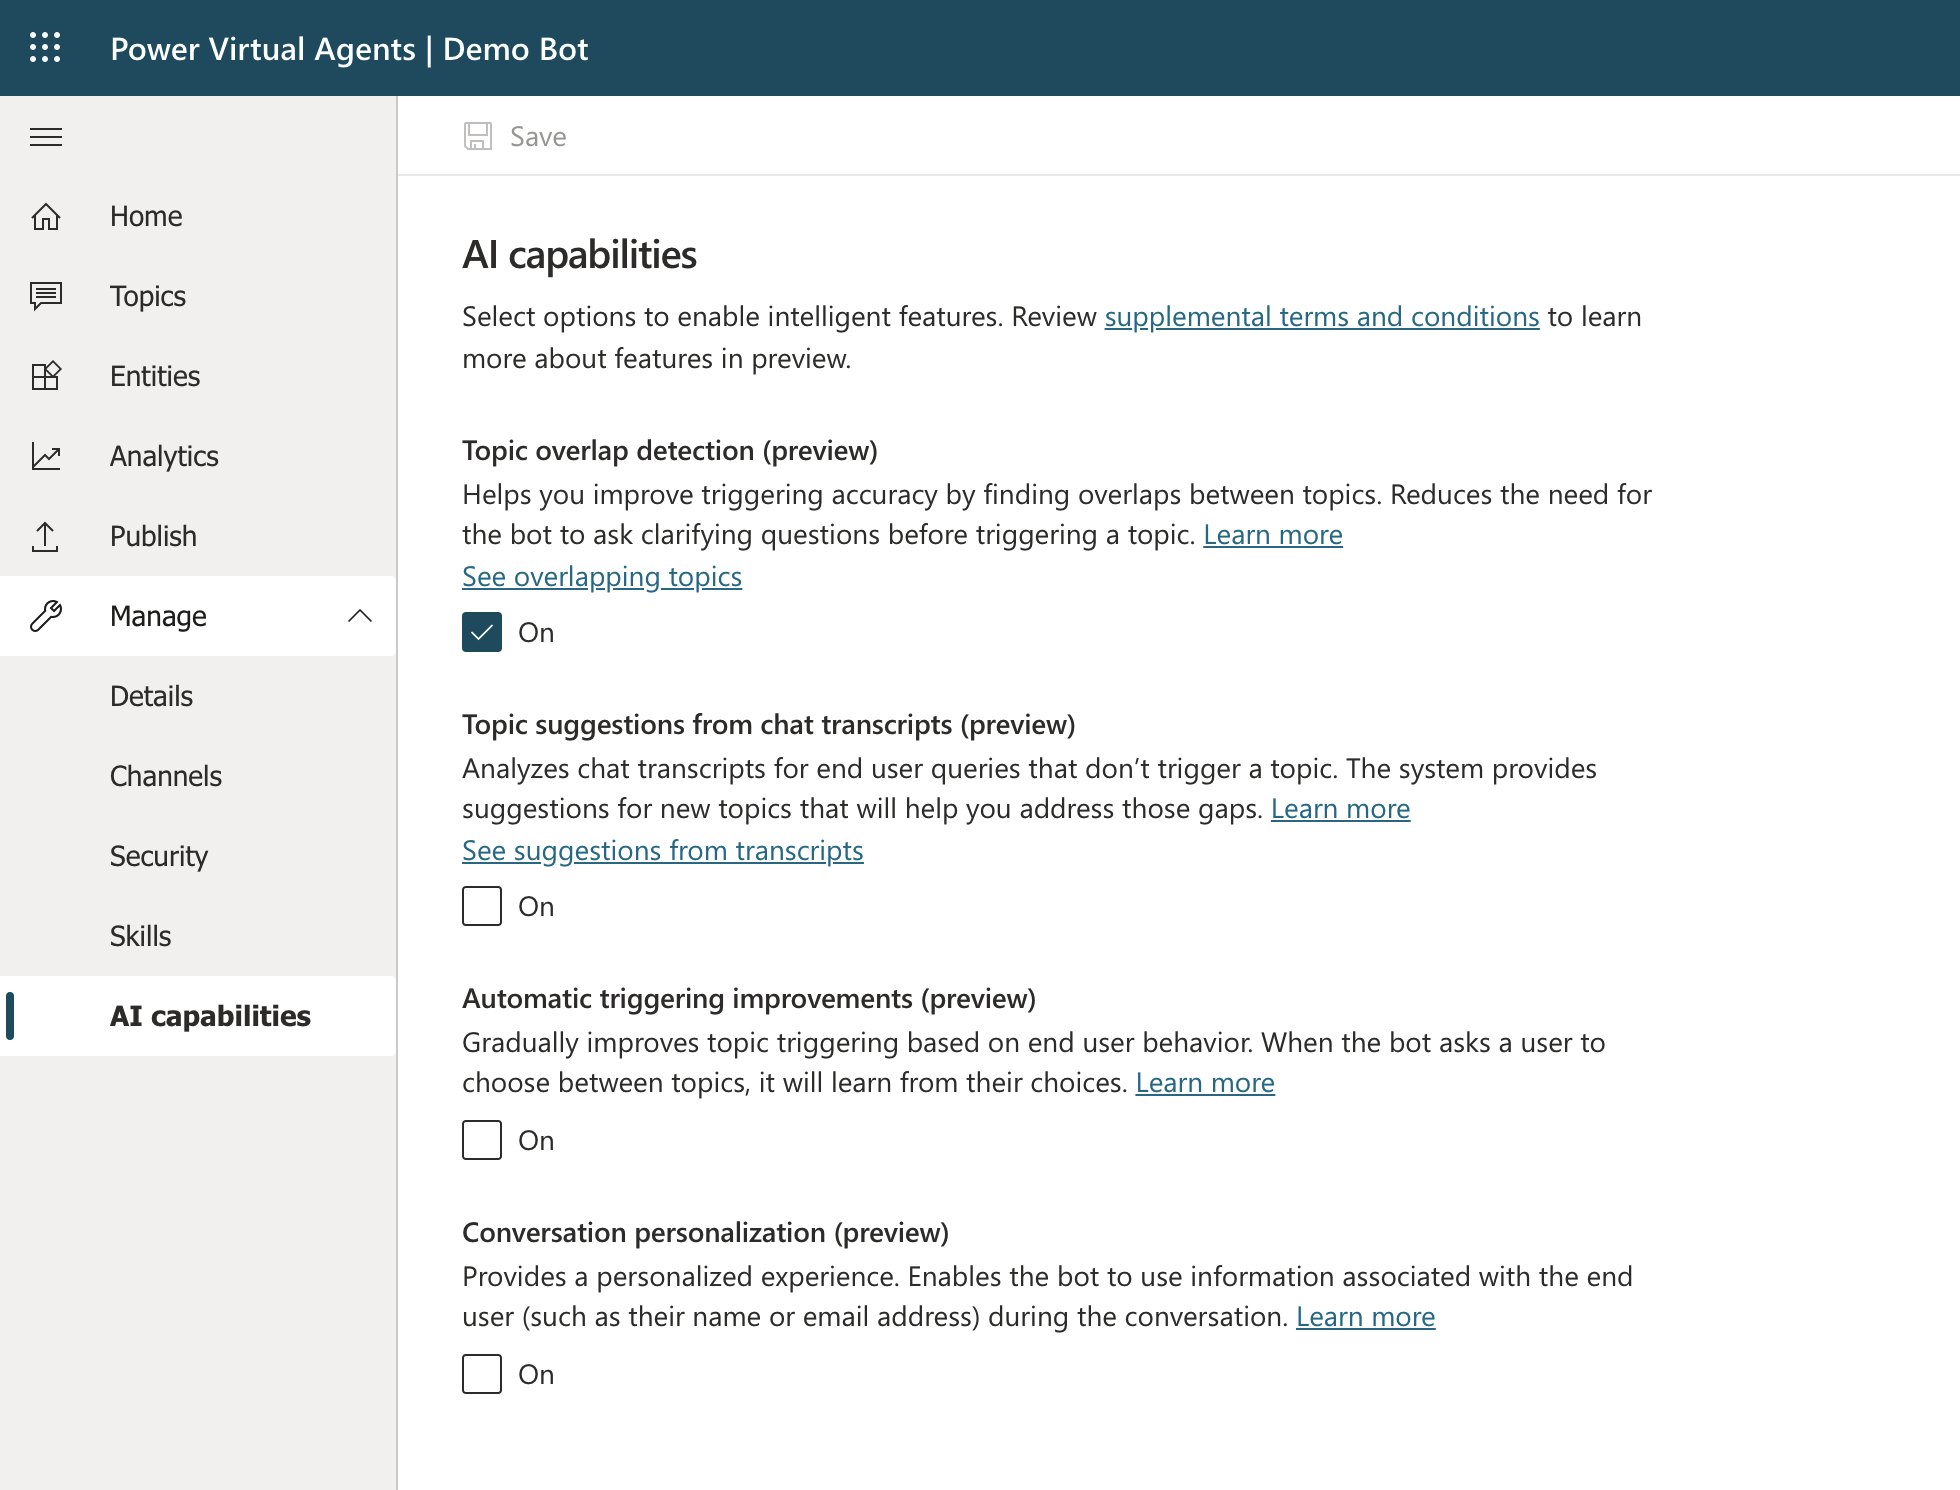 Power Virtual Agents | Demo Bot
Save
Home
Topics
Entities
Analytics
Publish
Manage
Details
Channels
Security
Skills
AI capabilities
AI capabilities
Select options to enable intelligent features. Review supplemental terms and conditions to learn
more about features in preview.
Topic overlap detection (preview)
Helps you improve triggering accuracy by finding overlaps between topics. Reduces the need for
the bot to ask clarifying questions before triggering a topic. Learn more
See overlapping topics
On
Topic suggestions from chat transcripts (preview)
Analyzes chat transcripts for end user queries that don’t trigger a topic. The system provides
suggestions for new topics that will help you address those gaps. Learn more
See suggestions from transcripts
On
Automatic triggering improvements (preview)
Gradually improves topic triggering based on end user behavior. When the bot asks a user to
choose between topics, it will learn from their choices. Learn more
On
Conversation personalization (preview)
Provides a personalized experience. Enables the bot to use information associated with the end
user (such as their name or email address) during the conversation. Learn more
On